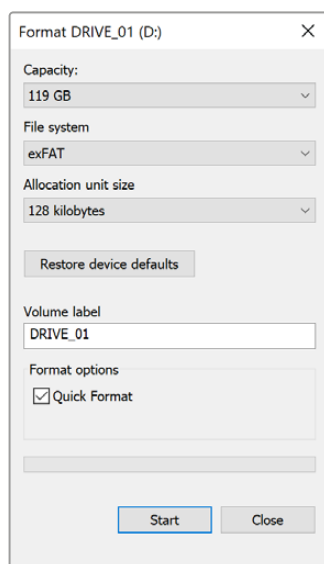 Format DRIVE_01 (D:)
Capacity:
119 GB
File system
exFAT
Allocation unit size
128 kilobytes
Restore device defaults
Volume label
DRIVE_01
Format options
Quick Format
Start Close